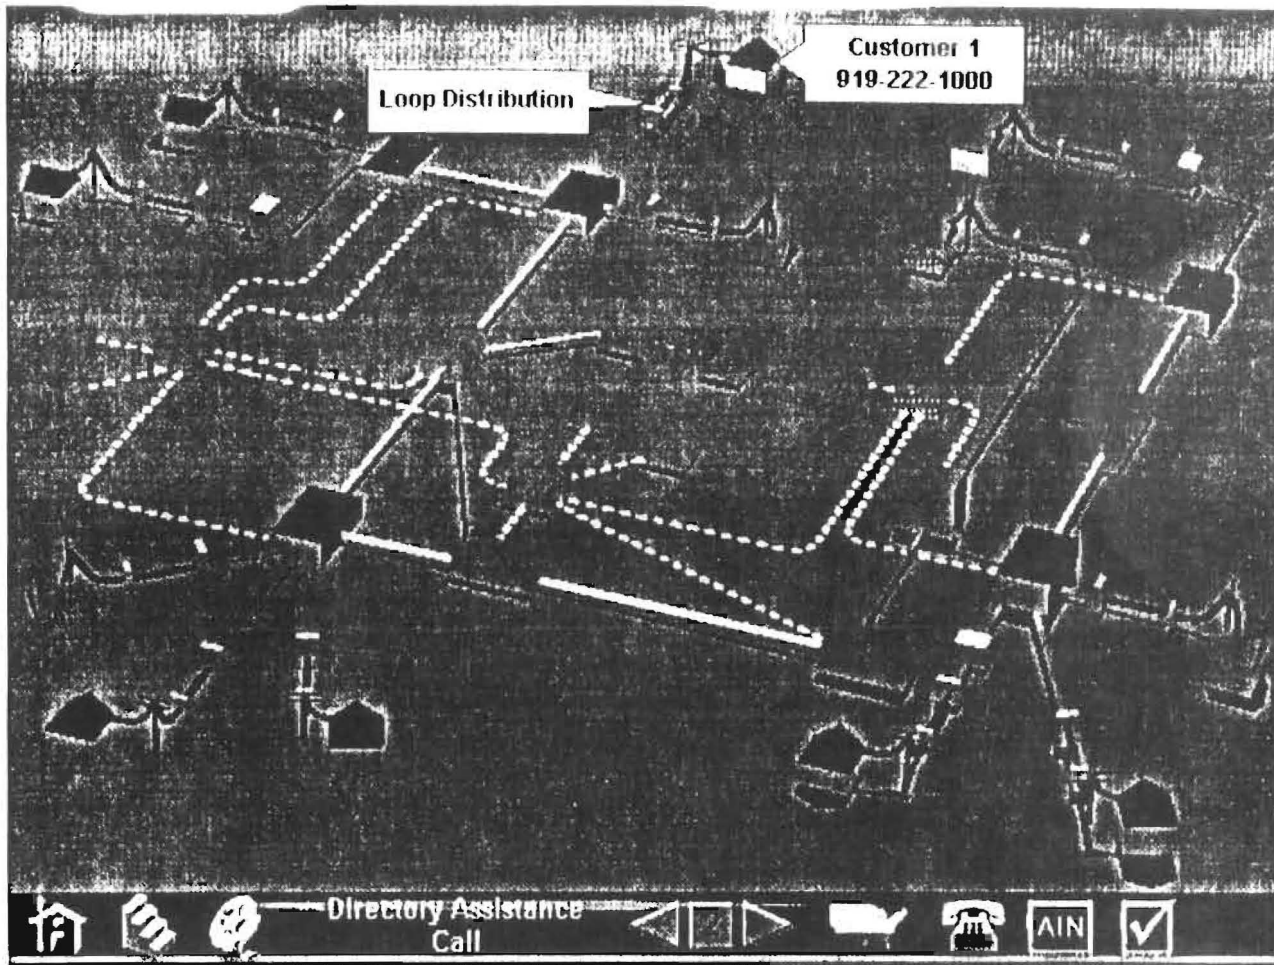 Customer 1
919-222-1000
Loop Distribution
Directory Assistance
Call
AIN